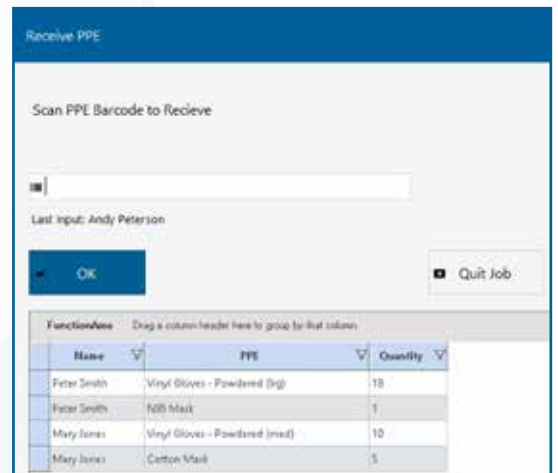 Receive PPE
Scan PPE Barcode to Recieve
Last Input: Andy Peterson
OK
Quit Job
FunctionArea Drag a column header here to group by that column
Name PPE Quantity
Peter Smith Vinyl Gloves - Powdered (lrg) 10
Peter Smith N95 Mask 1
Mary Jones Vinyl Gloves - Powdered (med) 10
Mary Jones Cotton Mask 5